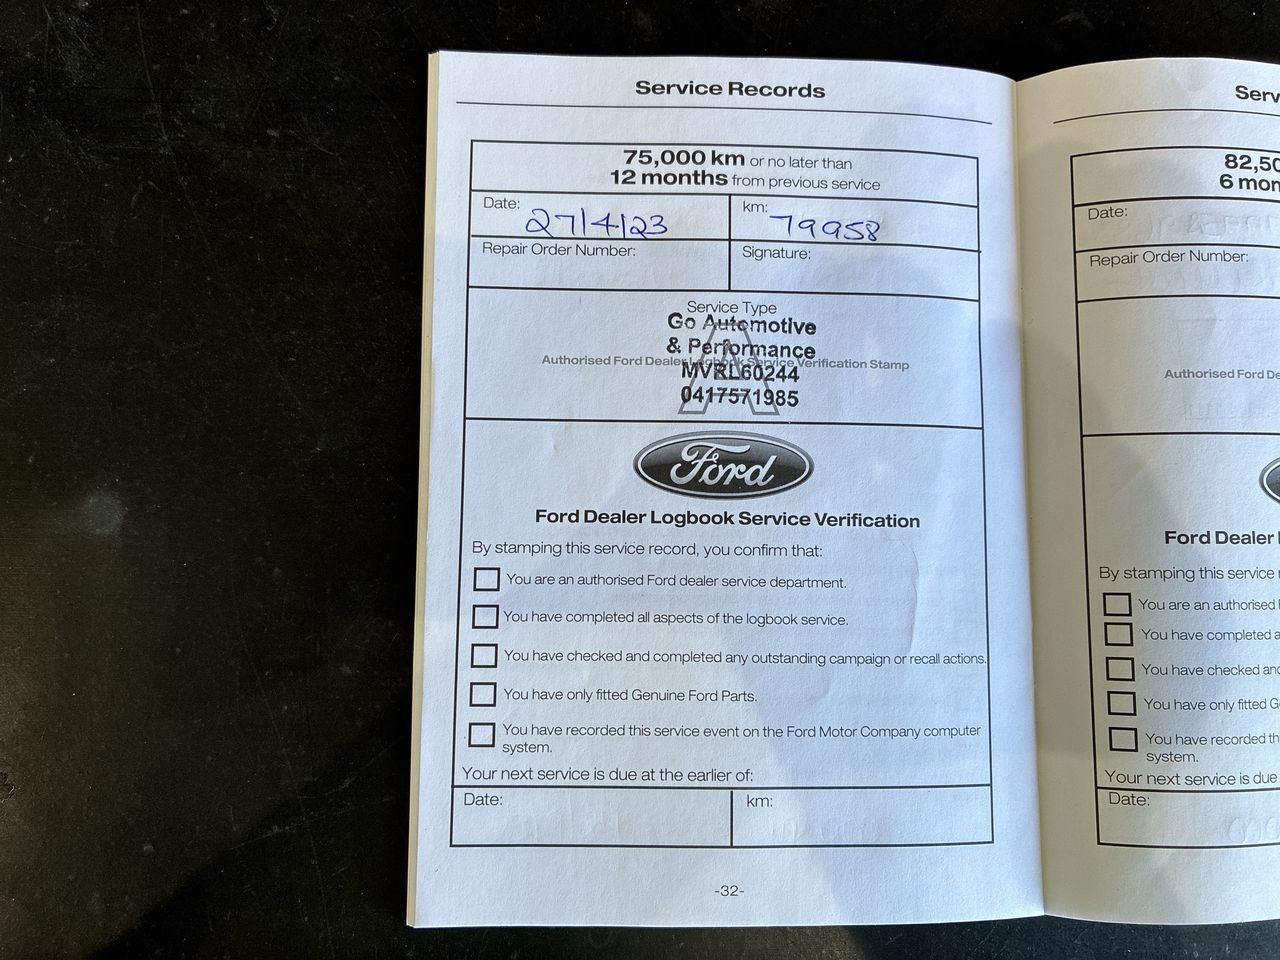 Service Records
75,000 km or no later than
12 months from previous service
Date: 27/4/23
km: 79958
Repair Order Number:
Signature:
Service Type
A
Authorised Ford Dealer Logbook Service Verification Stamp
Go Automotive
& Performance
MVRL60244
0417571985
Ford
Ford Dealer Logbook Service Verification
By stamping this service record, you confirm that:
You are an authorised Ford dealer service department.
You have completed all aspects of the logbook service.
You have checked and completed any outstanding campaign or recall actions.
You have only fitted Genuine Ford Parts.
You have recorded this service event on the Ford Motor Company computer
system.
Your next service is due at the earlier of:
Date:
km:
-32-
6
Date:
Repair Order Number:
Authorised Ford
Ford Dealer
By stamping this service
You are an authorised
You have completed
You have checked
You have only fitted
You have recorded
system.
Your next service is due
Date: